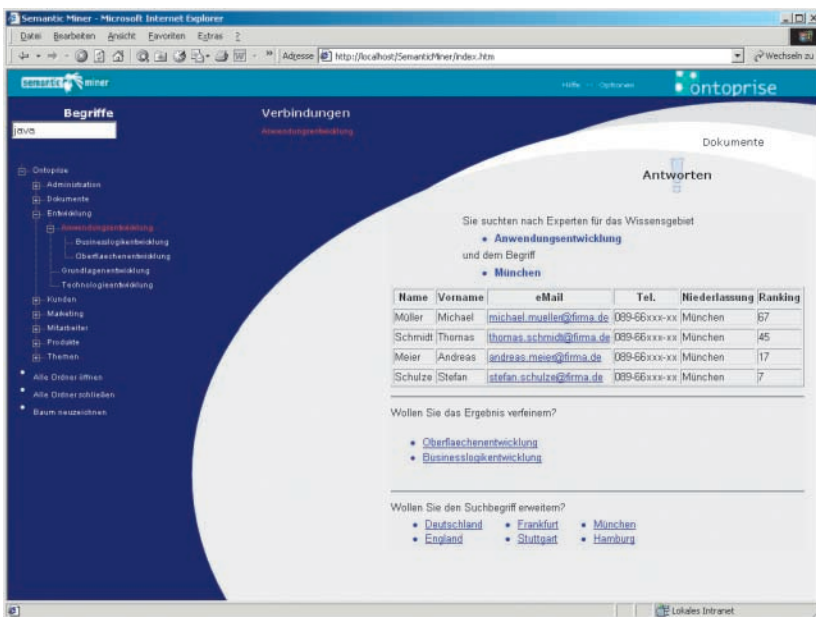 Semantic Miner - Microsoft Internet Explorer
Datei Bearbeiten Ansicht Favoriten Extras ?
Adresse http://localhost/SemanticMiner/index.htm Wechseln zu
semantic miner
Hilfe -- Optionen
ontoprise
Begriffe
java
Verbindungen
Anwendungsentwicklung
Ontoprise
Administration
Dokumente
Entwicklung
Anwendungsentwicklung
Businesslogikentwicklung
Oberflaechenentwicklung
Grundlagenentwicklung
Technologieentwicklung
Kunden
Marketing
Mitarbeiter
Produkte
Themen
Alle Ordner öffnen
Alle Ordner schließen
Baum neuzeichnen
Dokumente
Antworten
Sie suchten nach Experten für das Wissensgebiet
• Anwendungsentwicklung
und dem Begriff
• München
Name Vorname eMail Tel. Niederlassung Ranking
Müller Michael michael.mueller@firma.de 089-66xxx-xx München 67
Schmidt Thomas thomas.schmidt@firma.de 089-66xxx-xx München 45
Meier Andreas andreas.meier@firma.de 089-66xxx-xx München 17
Schulze Stefan stefan.schulze@firma.de 089-66xxx-xx München 7
Wollen Sie das Ergebnis verfeinern?
• Oberflaechenentwicklung
• Businesslogikentwicklung
Wollen Sie den Suchbegriff erweitern?
• Deutschland • Frankfurt • München
• England • Stuttgart • Hamburg
Lokales Intranet